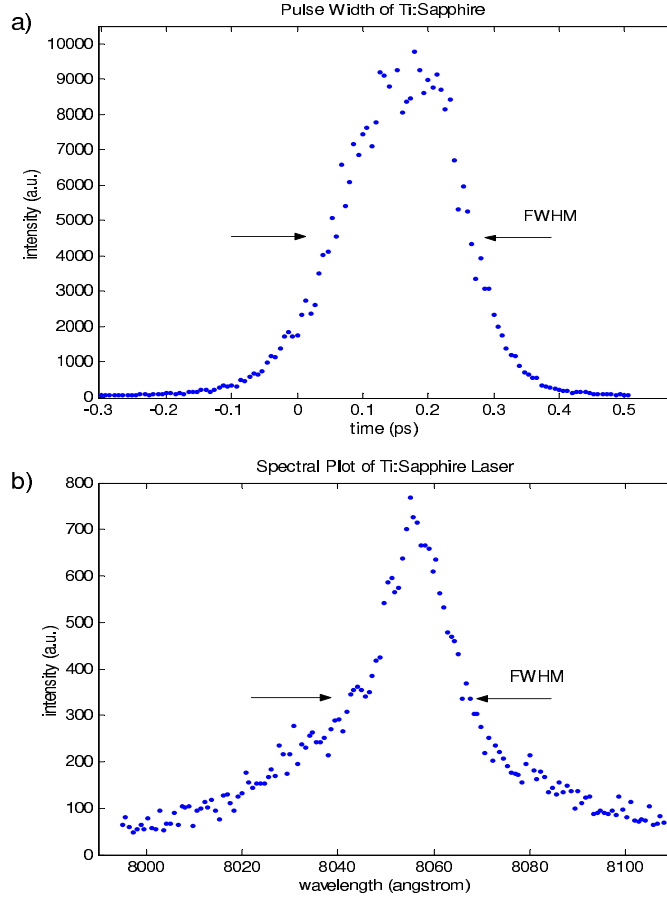 a)
Pulse Width of Ti:Sapphire
10000
9000
8000
7000
6000
5000
4000
3000
2000
1000
0
intensity (a.u.)
FWHM
-0.3 -0.2 -0.1 0 0.1 0.2 0.3 0.4 0.5
time (ps)
b)
Spectral Plot of Ti:Sapphire Laser
800
700
600
500
400
300
200
100
0
intensity (a.u.)
FWHM
8000 8020 8040 8060 8080 8100
wavelength (angstrom)